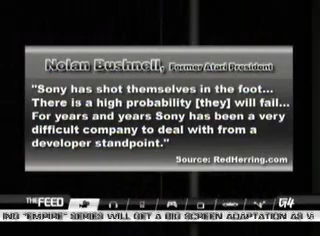 Nolan Bushnell, Former Atari President
"Sony has shot themselves in the foot...
There is a high probability [they] will fail...
For years and years Sony has been a very
difficult company to deal with from a
developer standpoint."
Source: RedHerring.com
THE FEED G4
NG "EMPIRE" SERIES WILL GET A BIG SCREEN ADAPTATION AS